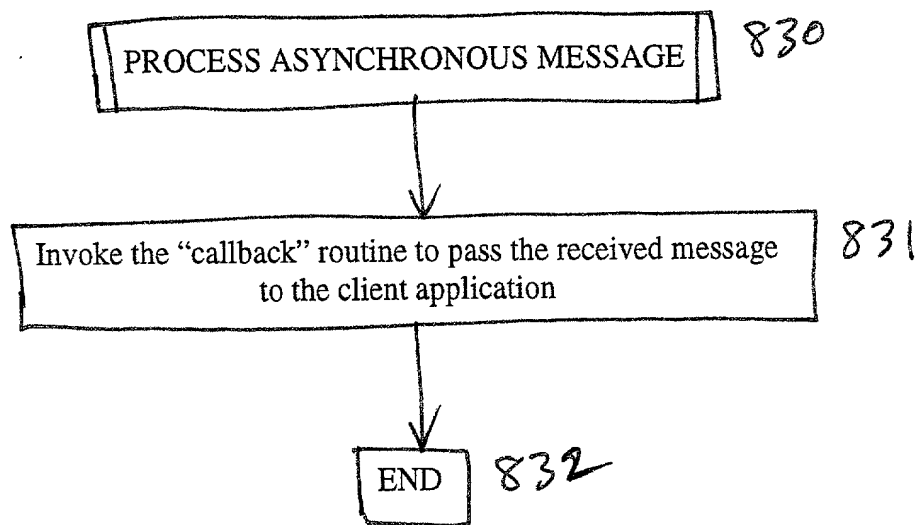 PROCESS ASYNCHRONOUS MESSAGE 830
Invoke the “callback” routine to pass the received message 831
to the client application
END 832